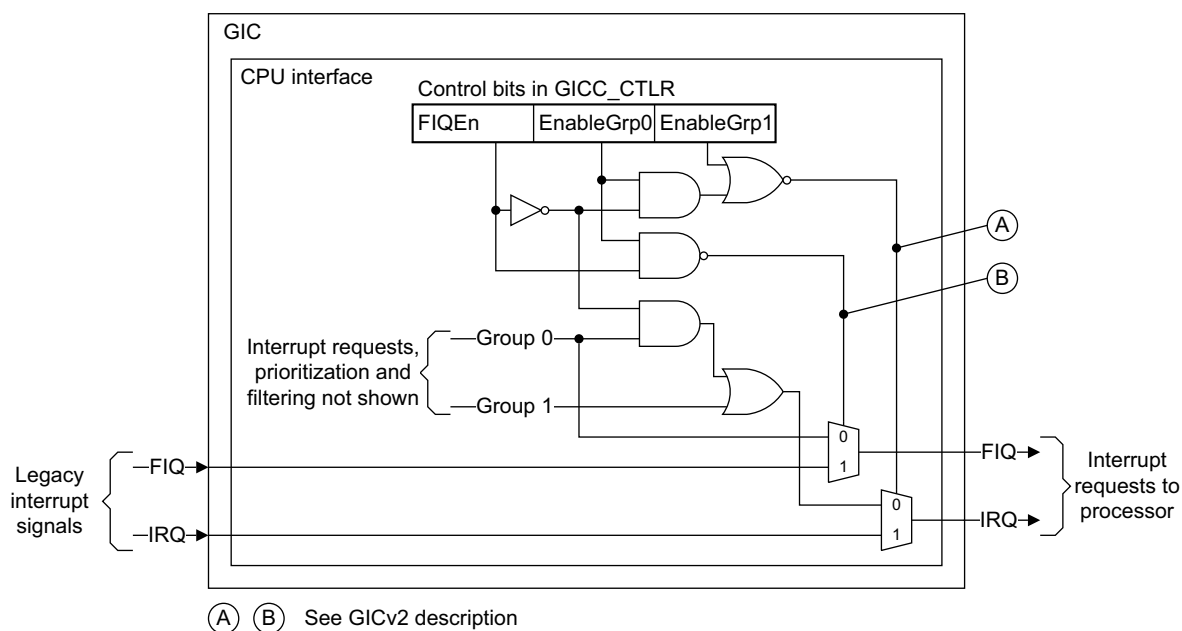 GIC
CPU interface
Control bits in GICC_CTLR
FIQEn EnableGrp0 EnableGrp1
A
B
Interrupt requests,
prioritization and
filtering not shown
Group 0
Group 1
0
1
0
1
Legacy
interrupt
signals
FIQ
IRQ
FIQ
IRQ
Interrupt
requests to
processor
A B See GICv2 description